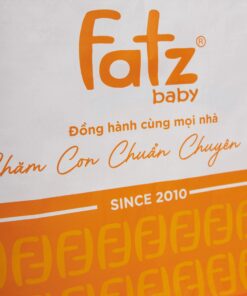 Fatz®
baby
Đồng hành cùng mọi nhà
Chăm Con Chuẩn Chuyên
SINCE 2010